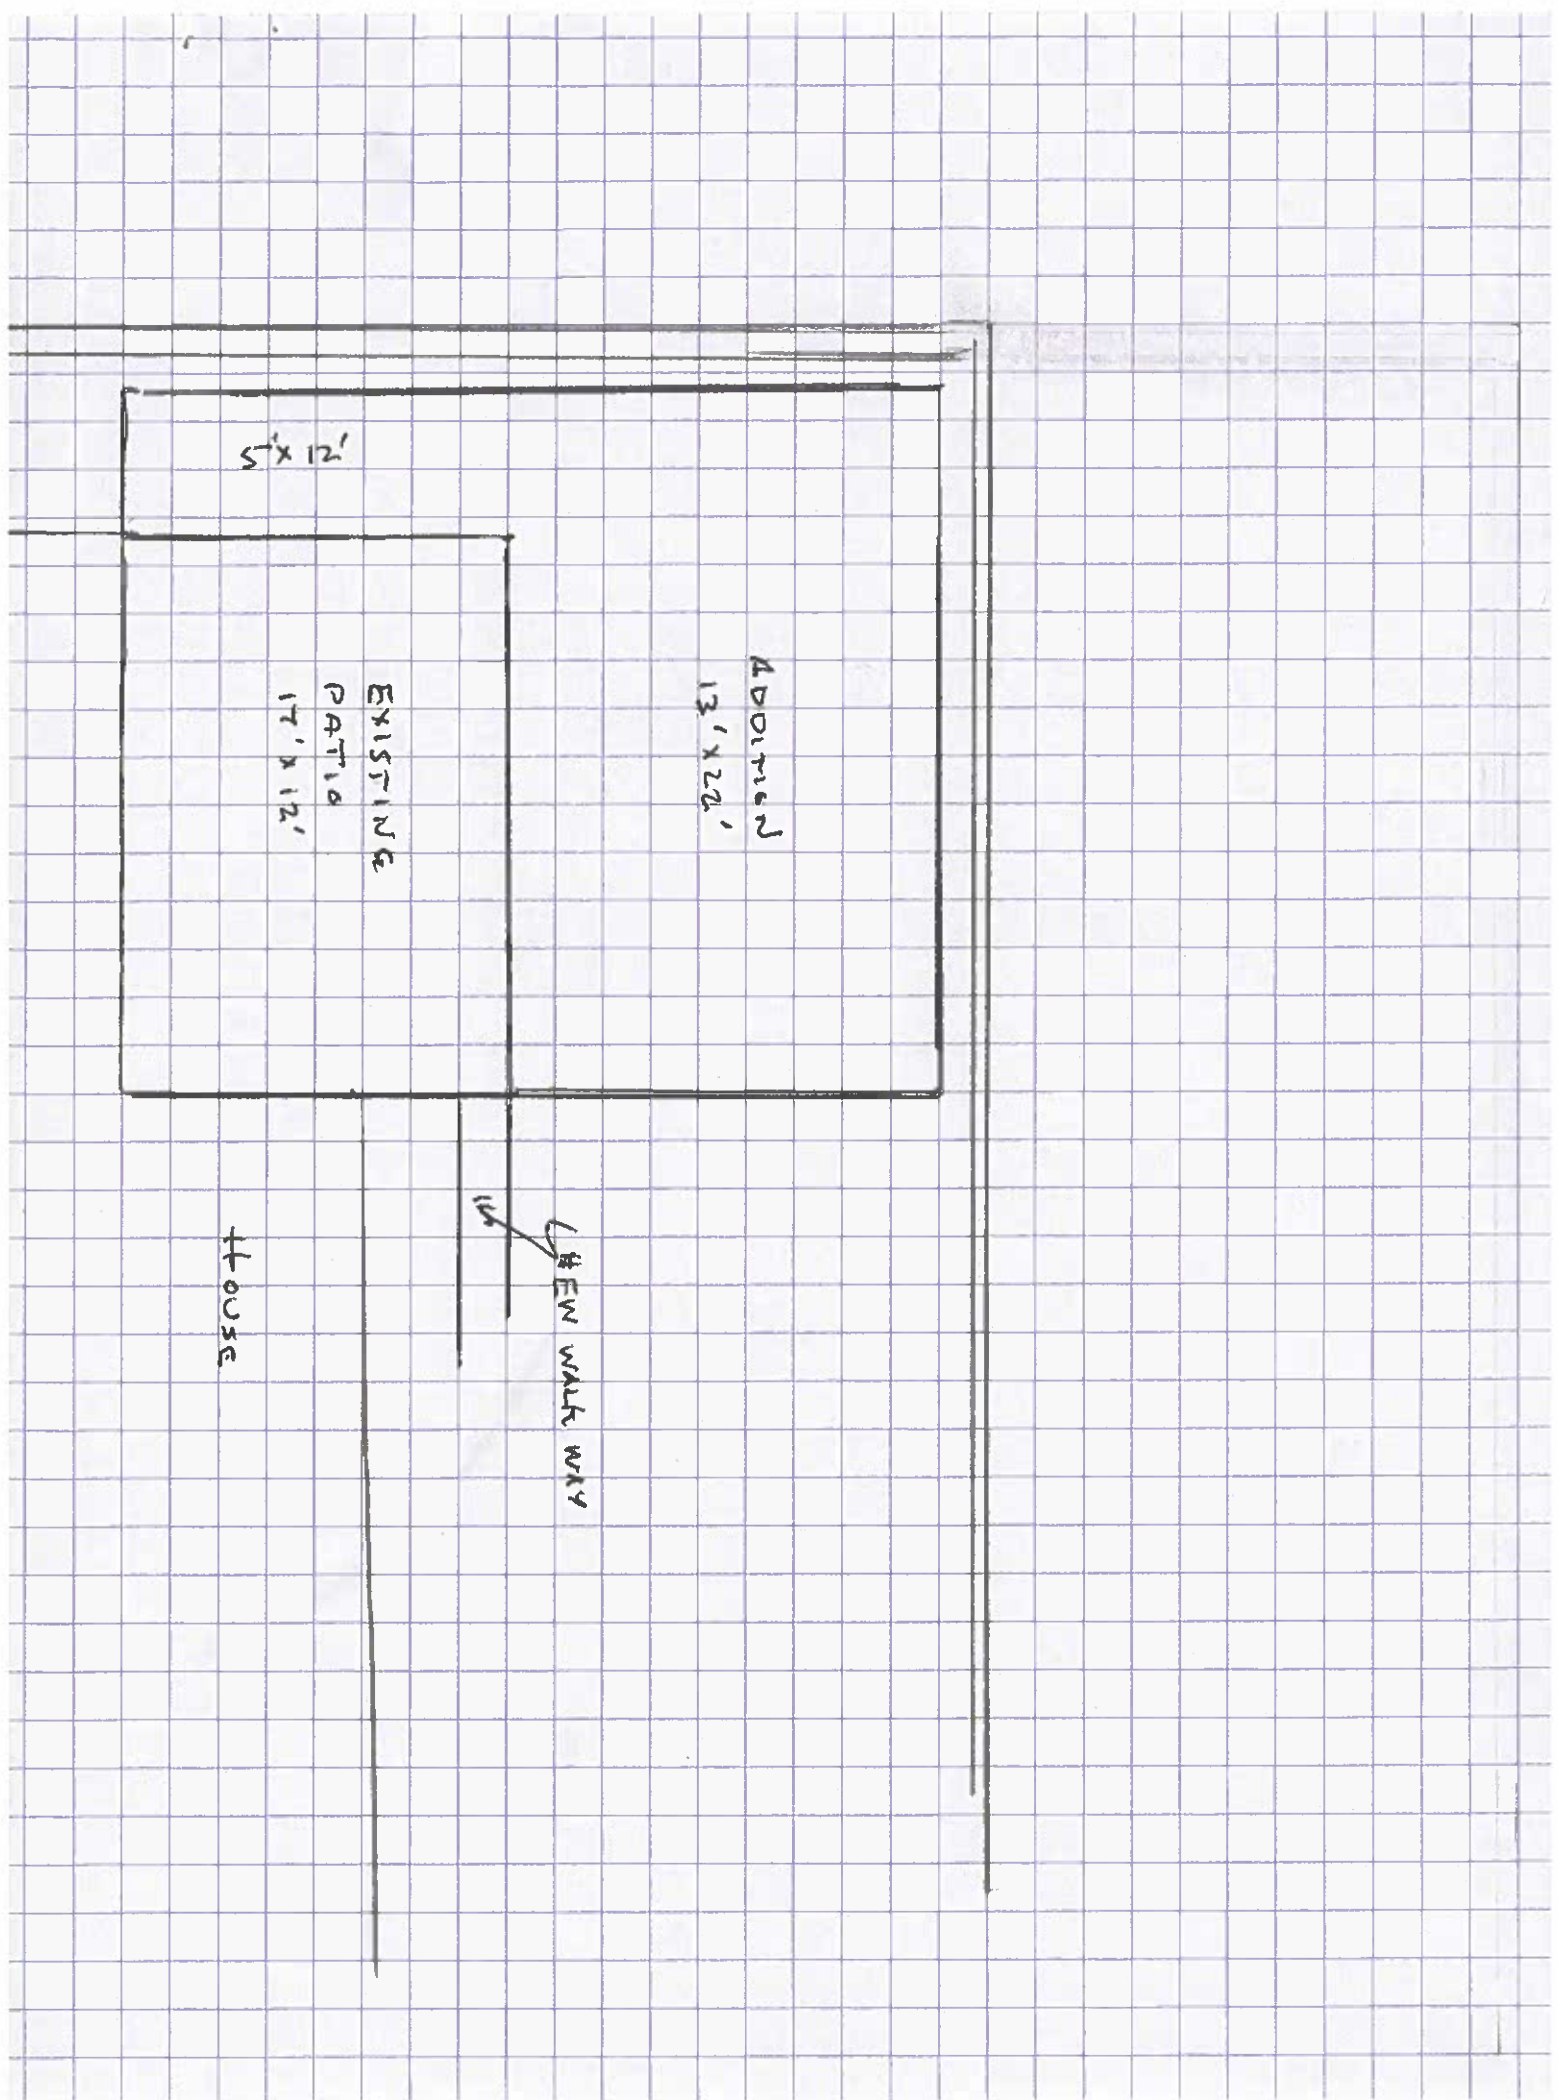 5'x 12'
ADDITION
13' x 22'
EXISTING
PATIO
17' x 12'
NEW WALK WAY
HOUSE